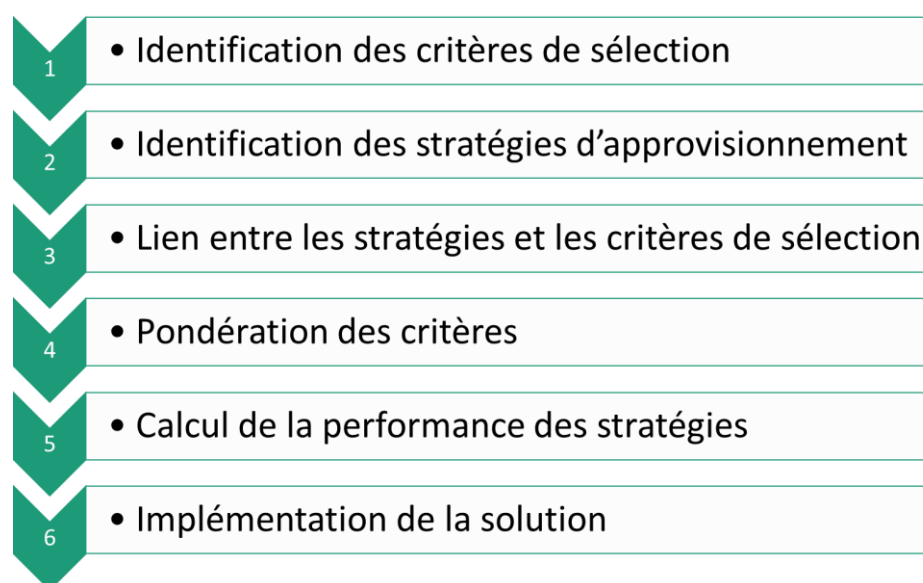 1 • Identification des critères de sélection
2 • Identification des stratégies d’approvisionnement
3 • Lien entre les stratégies et les critères de sélection
4 • Pondération des critères
5 • Calcul de la performance des stratégies
6 • Implémentation de la solution